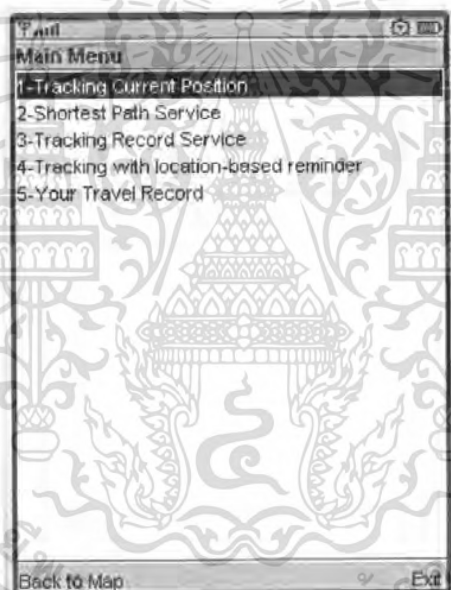 Main Menu
1-Tracking Current Position
2-Shortest Path Service
3-Tracking Record Service
4-Tracking with location-based reminder
5-Your Travel Record
Back to Map Exit